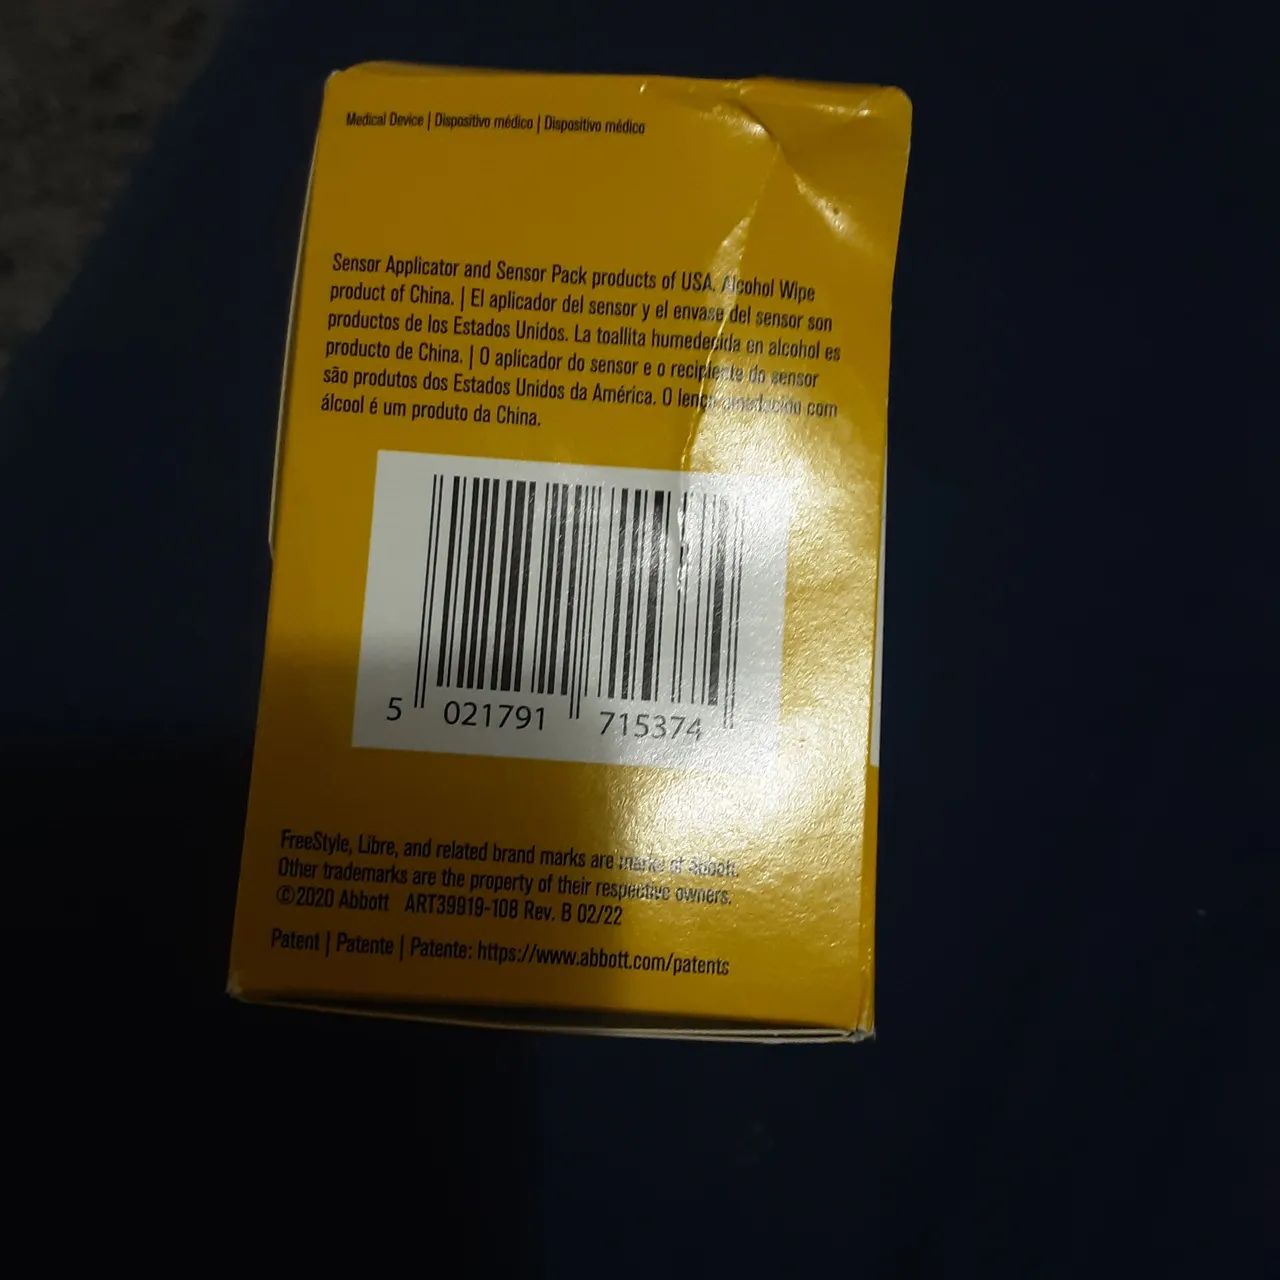 Medical Device | Dispositivo médico | Dispositivo médico
Sensor Applicator and Sensor Pack products of USA. Alcohol Wipe
product of China. | El aplicador del sensor y el envase del sensor son
productos de los Estados Unidos. La toallita humedecida en alcohol es
producto de China. | O aplicador do sensor e o recipiente do sensor
são produtos dos Estados Unidos da América. O com
álcool é um produto da China.
5 021791 715374
FreeStyle, Libre, and related brand marks are marks of Abbott.
Other trademarks are the property of their respective owners.
©2020 Abbott ART39919-108 Rev. B 02/22
Patent | Patente | Patente: https://www.abbott.com/patents